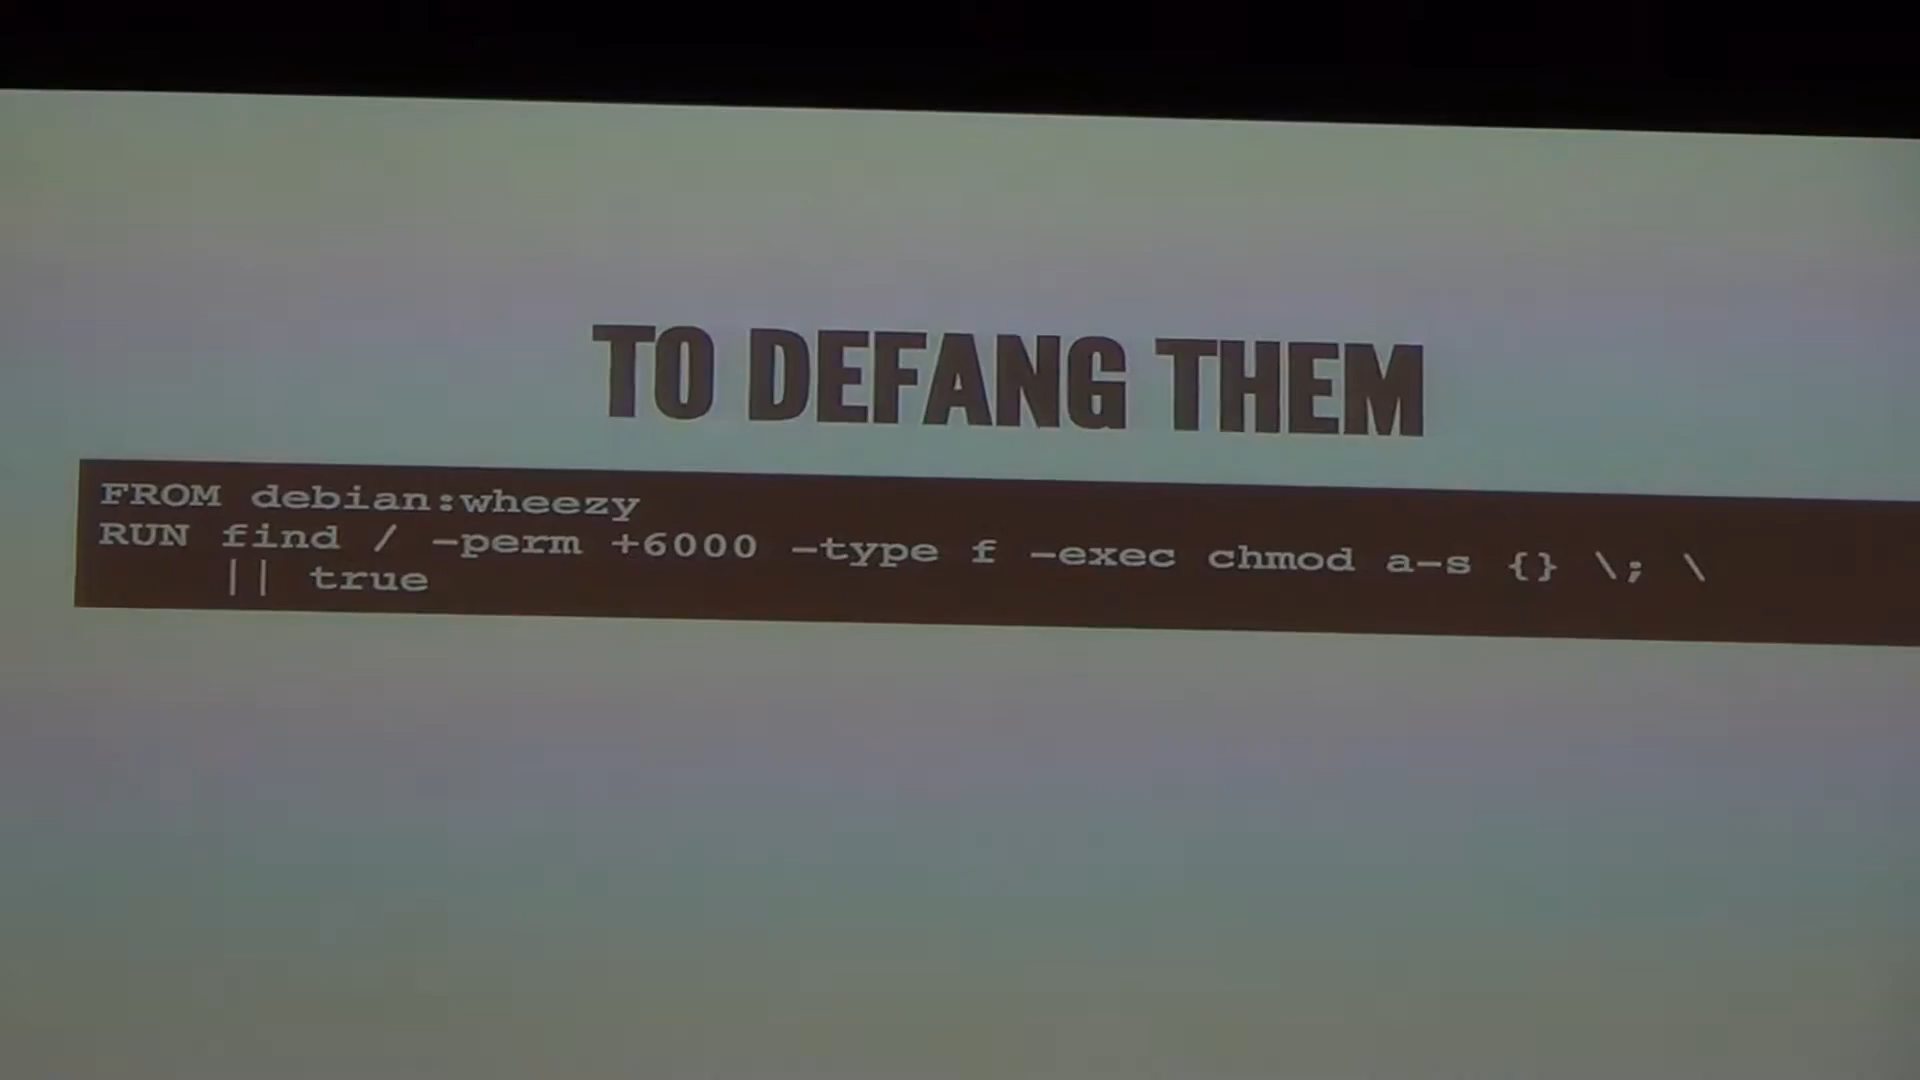 TO DEFANG THEM
FROM debian:wheezy
RUN find / -perm +6000 -type f -exec chmod a-s {} \; \
|| true